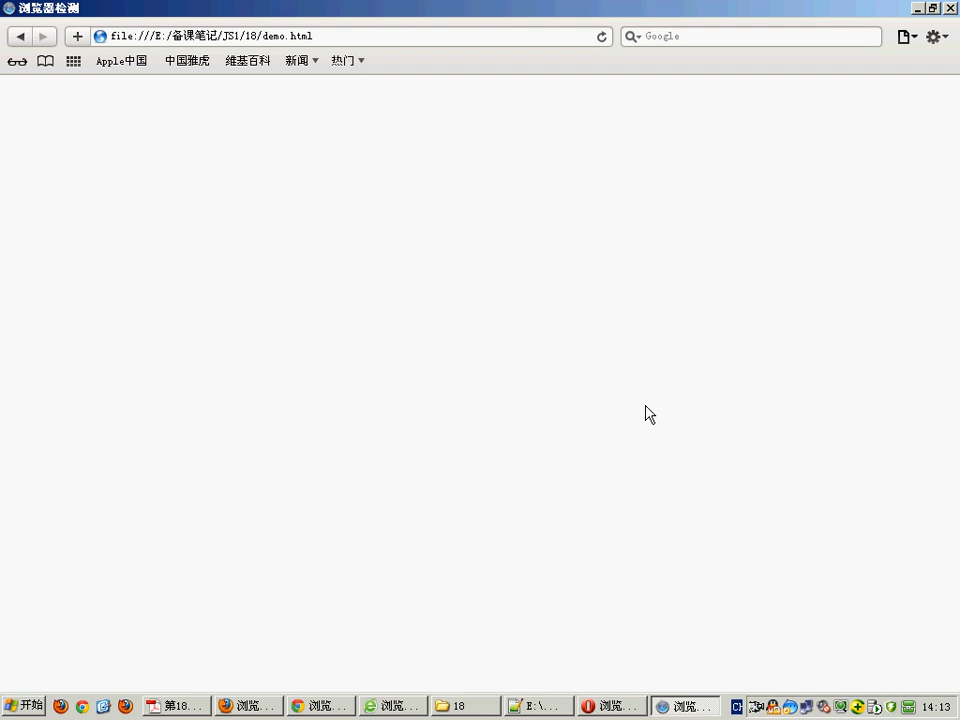 浏览器检测
file:///E:/备课笔记/JS1/18/demo.html
Google
Apple中国 中国雅虎 维基百科 新闻 热门
开始 第18... 浏览... 浏览... 浏览... 18 E:\... 浏览... 浏览... CH 14:13